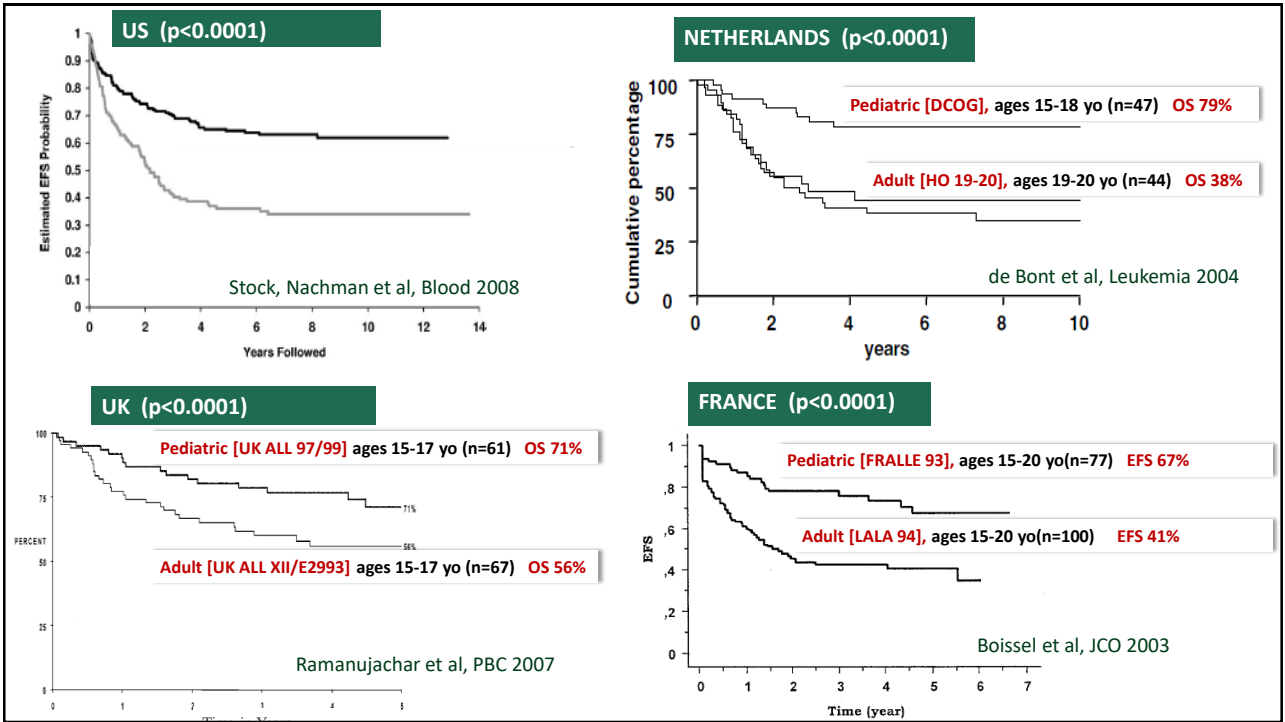 US (p<0.0001)
1
0.9
0.8
0.7
0.6
0.5
0.4
0.3
0.2
0.1
0
Estimated EFS Probability
0 2 4 6 8 10 12 14
Years Followed
Stock, Nachman et al, Blood 2008
NETHERLANDS (p<0.0001)
100
75
50
25
0
Cumulative percentage
0 2 4 6 8 10
years
Pediatric [DCOG], ages 15-18 yo (n=47) OS 79%
Adult [HO 19-20], ages 19-20 yo (n=44) OS 38%
de Bont et al, Leukemia 2004
UK (p<0.0001)
100
75
PERCENT
50
25
0
0 1 2 3 4 5
Time in Years
Pediatric [UK ALL 97/99] ages 15-17 yo (n=61) OS 71%
71%
56%
Adult [UK ALL XII/E2993] ages 15-17 yo (n=67) OS 56%
Ramanujachar et al, PBC 2007
FRANCE (p<0.0001)
1
,8
,6
,4
,2
0
EFS
0 1 2 3 4 5 6 7
Time (year)
Pediatric [FRALLE 93], ages 15-20 yo(n=77) EFS 67%
Adult [LALA 94], ages 15-20 yo(n=100) EFS 41%
Boissel et al, JCO 2003